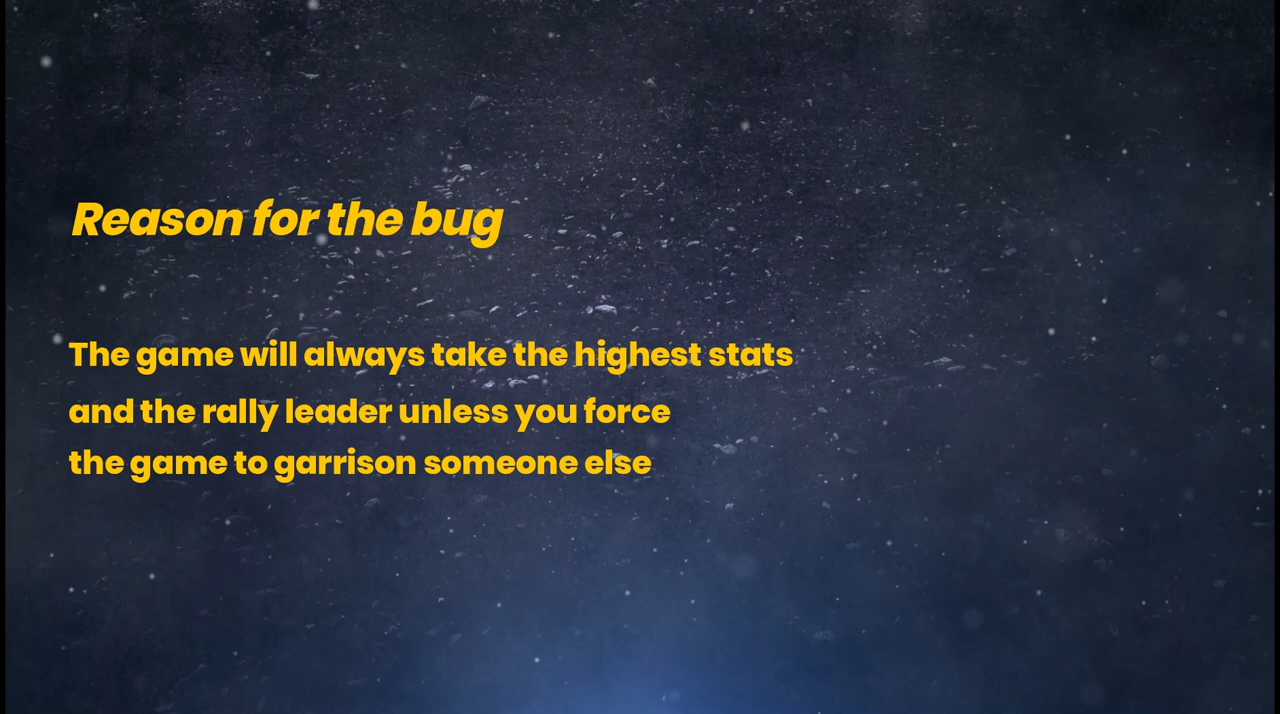 Reason for the bug
The game will always take the highest stats
and the rally leader unless you force
the game to garrison someone else